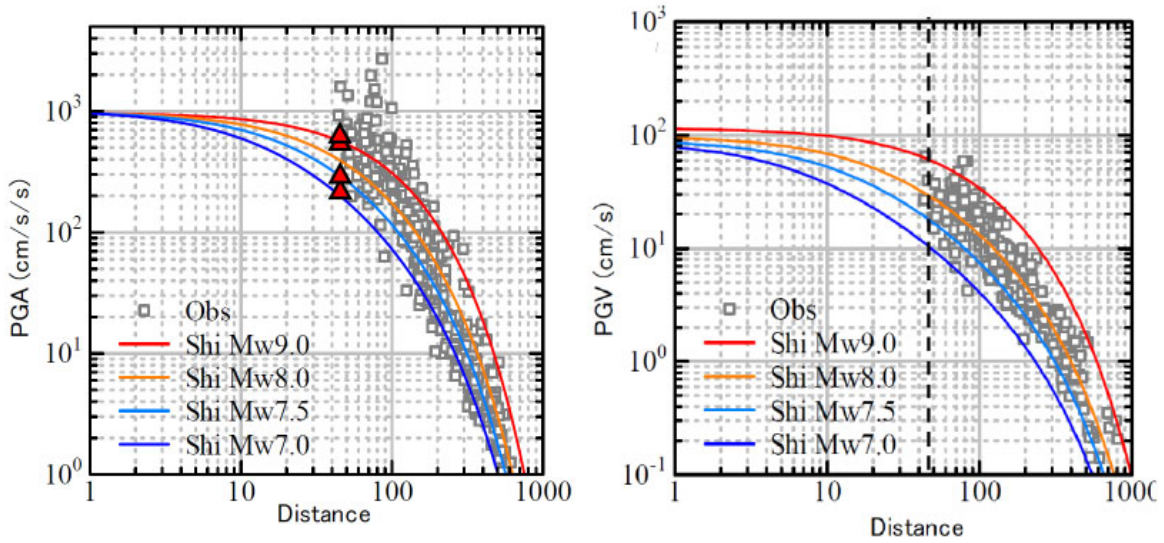 PGA (cm/s/s)
10³
10²
10¹
10⁰
Obs
Shi Mw9.0
Shi Mw8.0
Shi Mw7.5
Shi Mw7.0
1
10
100
1000
Distance
PGV (cm/s)
10³
10²
10¹
10⁰
10⁻¹
Obs
Shi Mw9.0
Shi Mw8.0
Shi Mw7.5
Shi Mw7.0
1
10
100
1000
Distance